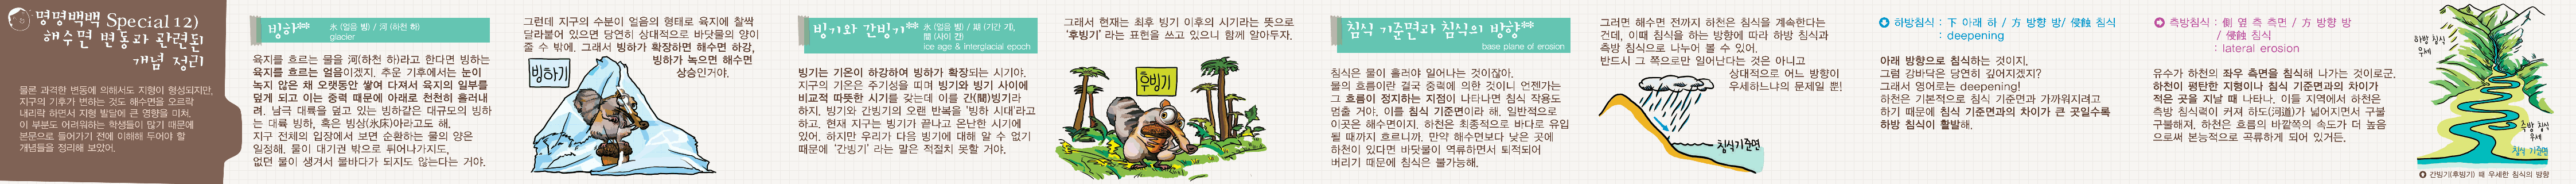 명명백백 Special 12)
해수면 변동과 관련된
개념 정리
물론 과격한 변동에 의해서도 지형이 형성되지만,
지구의 기후가 변하는 것도 해수면을 오르락
내리락 하면서 지형 발달에 큰 영향을 미쳐.
이 부분도 어려워하는 학생들이 많기 때문에
본문으로 들어가기 전에 이해해 두어야 할
개념들을 정리해 보았어.
빙하** 氷 (얼음 빙) / 河 (하천 하)
glacier
육지를 흐르는 물을 河(하천 하)라고 한다면 빙하는
육지를 흐르는 얼음이겠지. 추운 기후에서는 눈이
녹지 않은 채 오랫동안 쌓여 다져서 육지의 일부를
덮게 되고 이는 중력 때문에 아래로 천천히 흘러내
려. 남극 대륙을 덮고 있는 빙하같은 대규모의 빙하
는 대륙 빙하, 혹은 빙상(氷床)아라고도 해.
지구 전체의 입장에서 보면 순환하는 물의 양은
일정해. 물이 대기권 밖으로 튀어나가지도,
없던 물이 생겨서 물바다가 되지도 않는다는 거야.
그런데 지구의 수분이 얼음의 형태로 육지에 찰싹
달라붙어 있으면 당연히 상대적으로 바닷물의 양이
줄 수 밖에. 그래서 빙하가 확장하면 해수면 하강,
빙하가 녹으면 해수면
상승인거야.
빙하기
빙기와 간빙기** 氷 (얼음 빙) / 期 (기간 기),
間 (사이 간)
ice age & interglacial epoch
빙기는 기온이 하강하여 빙하가 확장되는 시기야.
지구의 기온은 주기성을 띠며 빙기와 빙기 사이에
비교적 따뜻한 시기를 갖는데 이를 간(間)빙기라
하지. 빙기와 간빙기의 오랜 반복을 '빙하 시대'라고
하고. 현재 지구는 빙기가 끝나고 온난한 시기에
있어. 하지만 우리가 다음 빙기에 대해 알 수 없기
때문에 '간빙기' 라는 말은 적절치 못할 거야.
그래서 현재는 최후 빙기 이후의 시기라는 뜻으로
'후빙기' 라는 표현을 쓰고 있으니 함께 알아두자.
후빙기
침식 기준면과 침식의 방향**
base plane of erosion
침식은 물이 흘러야 일어나는 것이잖아.
물의 흐름이란 결국 중력에 의한 것이니 언젠가는
그 흐름이 정지하는 지점이 나타나면 침식 작용도
멈출 거야. 이를 침식 기준면이라 해. 일반적으로
이곳은 해수면이지. 하천은 최종적으로 바다로 유입
될 때까지 흐르니까. 만약 해수면보다 낮은 곳에
하천이 있다면 바닷물이 역류하면서 퇴적되어
버리기 때문에 침식은 불가능해.
그러면 해수면 전까지 하천은 침식을 계속한다는
건데, 이때 침식을 하는 방향에 따라 하방 침식과
측방 침식으로 나누어 볼 수 있어.
반드시 그 쪽으로만 일어난다는 것은 아니고
상대적으로 어느 방향이
우세하느냐의 문제일 뿐!
침식기준면
하방침식 : 下 아래 하 / 方 방향 방/ 侵蝕 침식
: deepening
아래 방향으로 침식하는 것이지.
그럼 강바닥은 당연히 깊어지겠지?
그래서 영어로는 deepening!
하천은 기본적으로 침식 기준면과 가까워지려고
하기 때문에 침식 기준면과의 차이가 큰 곳일수록
하방 침식이 활발해.
측방침식 : 側 옆 측 측면 / 方 방향 방
/ 侵蝕 침식
: lateral erosion
유수가 하천의 좌우 측면을 침식해 나가는 것이로군.
하천이 평탄한 지형이나 침식 기준면과의 차이가
적은 곳을 지날 때 나타나. 이들 지역에서 하천은
측방 침식력이 커져 하도(河道)가 넓어지면서 구불
구불해져. 하천은 흐름의 바깥쪽의 속도가 더 높음
으로써 본능적으로 곡류하게 되어 있거든.
하방 침식
우세
측방 침식
우세
침식 기준면
간빙기(후빙기) 때 우세한 침식의 방향